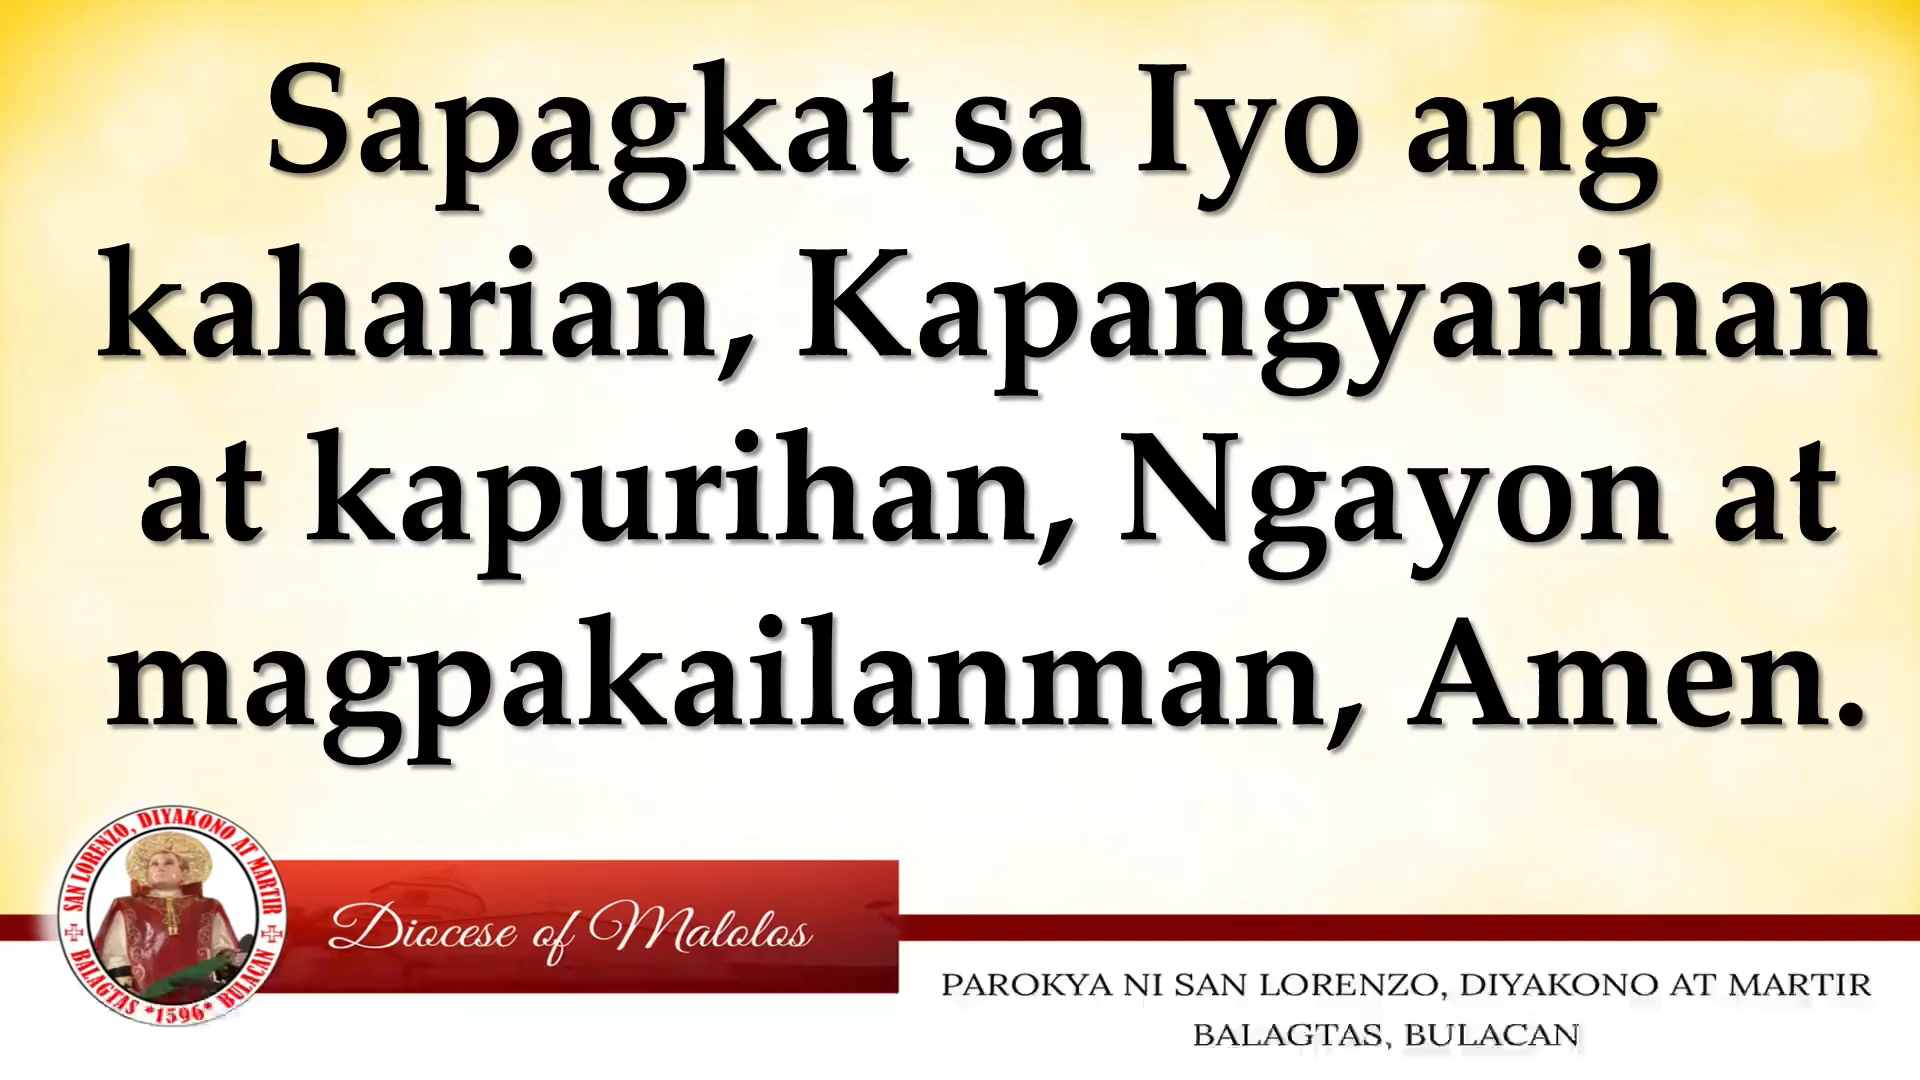 Sapagkat sa Iyo ang
kaharian, Kapangyarihan
at kapurihan, Ngayon at
magpakailanman, Amen.
SAN LORENZO, DIYAKONO AT MARTIR
BALAGTAS *1596* BULACAN
Diocese of Malolos
PAROKYA NI SAN LORENZO, DIYAKONO AT MARTIR
BALAGTAS, BULACAN